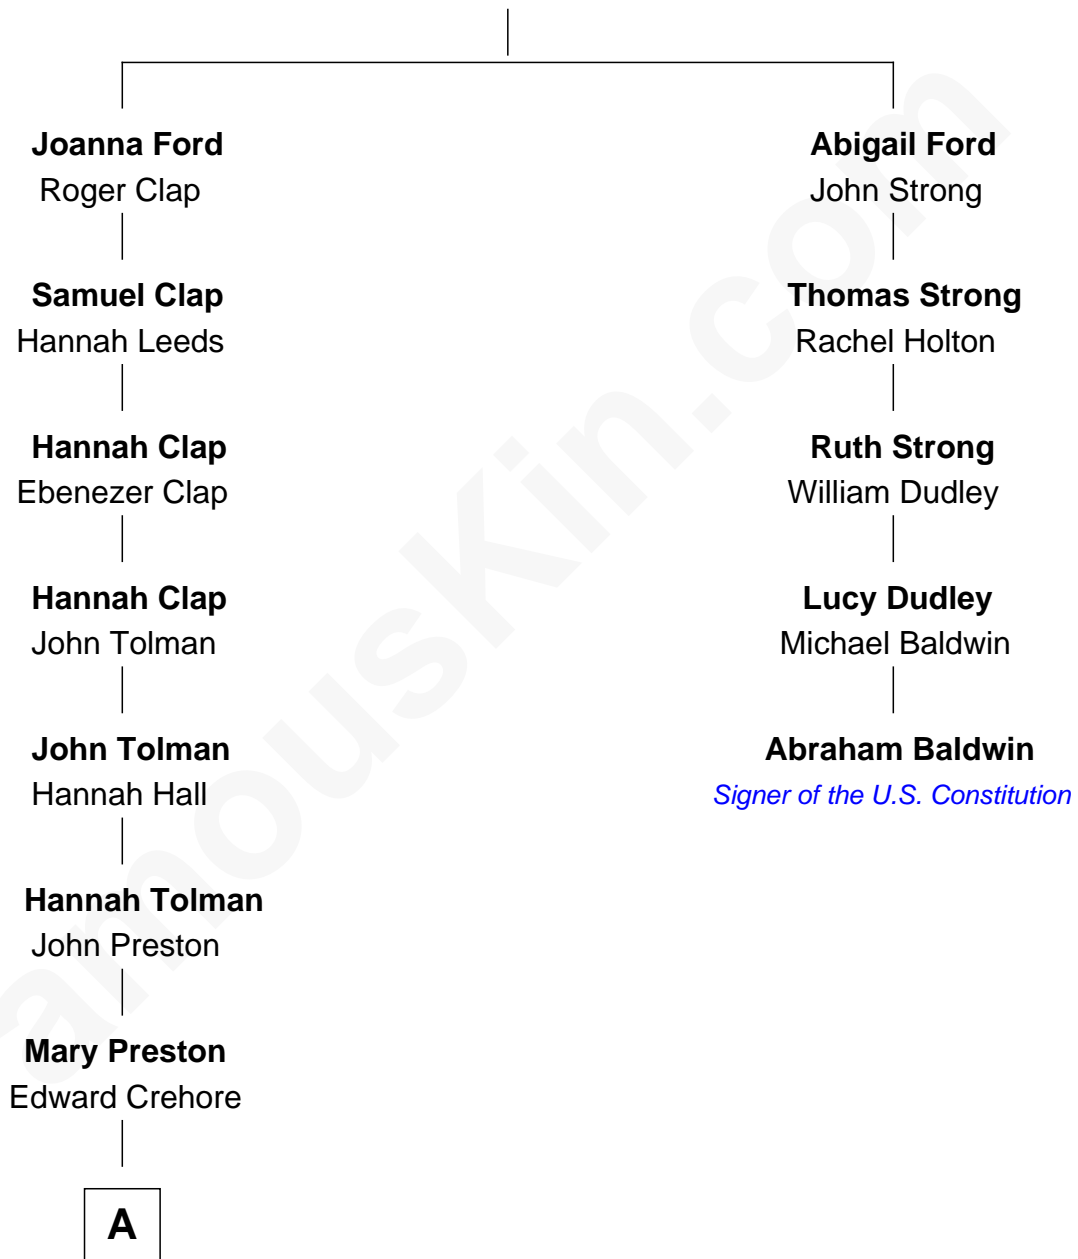 Joanna Ford
Roger Clap
Samuel Clap
Hannah Leeds
Hannah Clap
Ebenezer Clap
Hannah Clap
John Tolman
John Tolman
Hannah Hall
Hannah Tolman
John Preston
Mary Preston
Edward Crehore
A
Abigail Ford
John Strong
Thomas Strong
Rachel Holton
Ruth Strong
William Dudley
Lucy Dudley
Michael Baldwin
Abraham Baldwin
Signer of the U.S. Constitution
amousKin.com